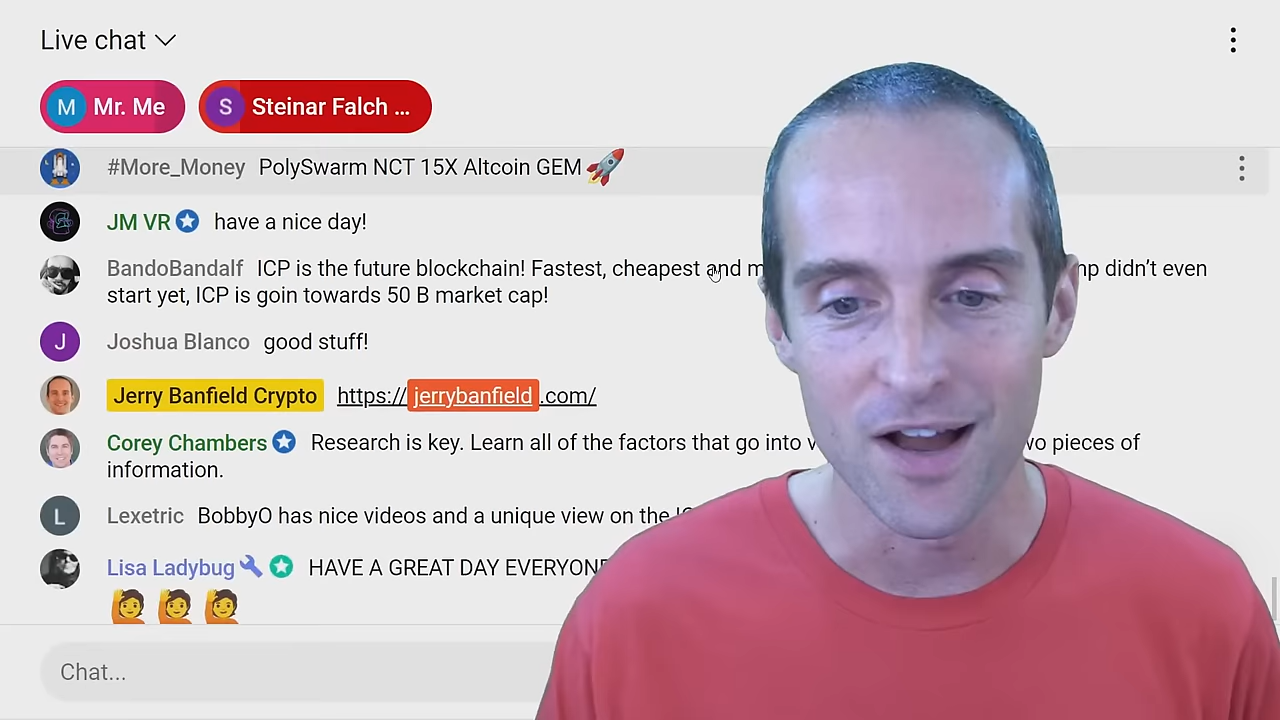 Live chat
M Mr. Me S Steinar Falch ...
#More_Money PolySwarm NCT 15X Altcoin GEM
JM VR have a nice day!
BandoBandalf ICP is the future blockchain! Fastest, cheapest and didn't even
start yet, ICP is goin towards 50 B market cap!
J Joshua Blanco good stuff!
Jerry Banfield Crypto https://jerrybanfield.com/
Corey Chambers Research is key. Learn all of the factors that go into pieces of
information.
L Lexetric BobbyO has nice videos and a unique view on the
Lisa Ladybug HAVE A GREAT DAY EVERYONE
Chat...